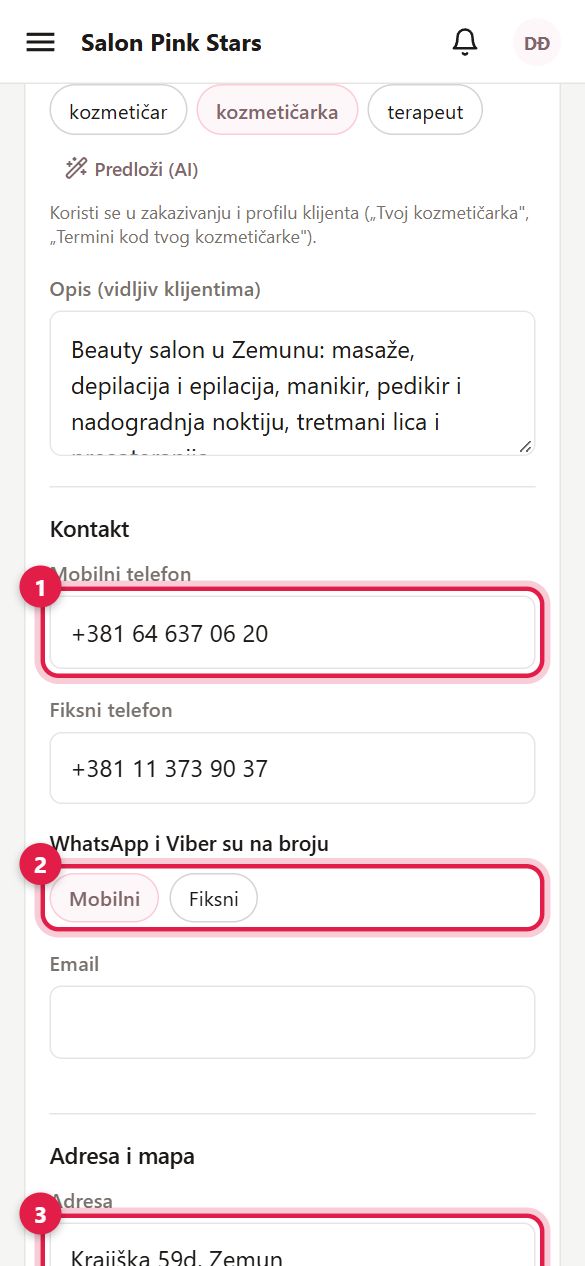 Salon Pink Stars
DĐ
kozmetičar
kozmetičarka
terapeut
Predloži (AI)
Koristi se u zakazivanju i profilu klijenta („Tvoj kozmetičarka",
„Termini kod tvog kozmetičarke").
Opis (vidljiv klijentima)
Beauty salon u Zemunu: masaže,
depilacija i epilacija, manikir, pedikir i
nadogradnja noktiju, tretmani lica i
Kontakt
Mobilni telefon
1
+381 64 637 06 20
Fiksni telefon
+381 11 373 90 37
WhatsApp i Viber su na broju
2
Mobilni
Fiksni
Email
Adresa i mapa
Adresa
3
Krajiška 59d, Zemun